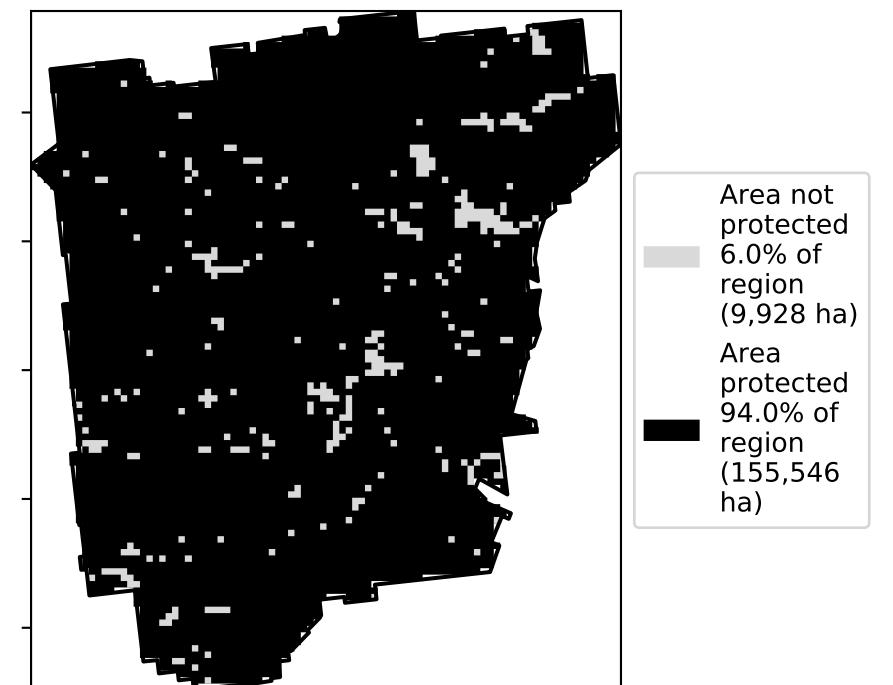 Area not
protected
6.0% of
region
(9,928 ha)
Area
protected
94.0% of
region
(155,546
ha)